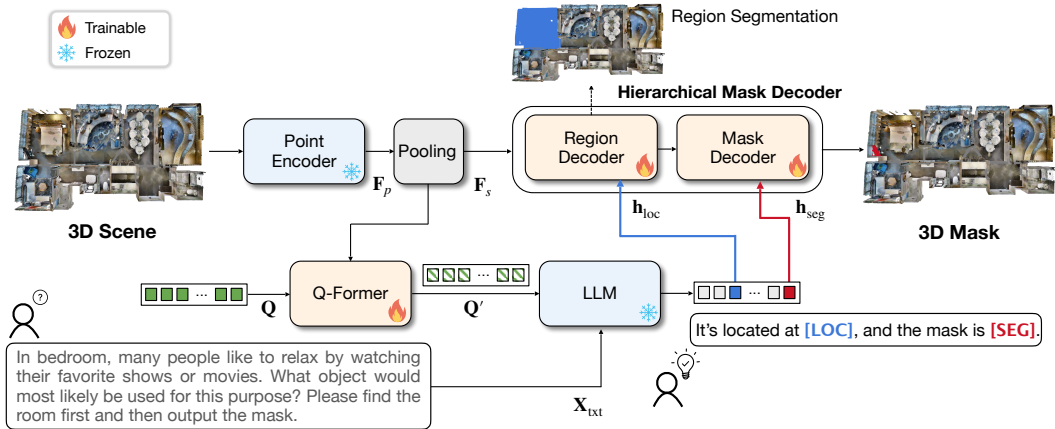 Trainable
Frozen
Region Segmentation
Hierarchical Mask Decoder
Point
Encoder
Pooling
Region
Decoder
Mask
Decoder
F_p
F_s
3D Scene
h_loc
h_seg
3D Mask
...
Q
Q-Former
...
Q′
LLM
...
?
In bedroom, many people like to relax by watching
their favorite shows or movies. What object would
most likely be used for this purpose? Please find the
room first and then output the mask.
X_txt
It's located at [LOC], and the mask is [SEG].